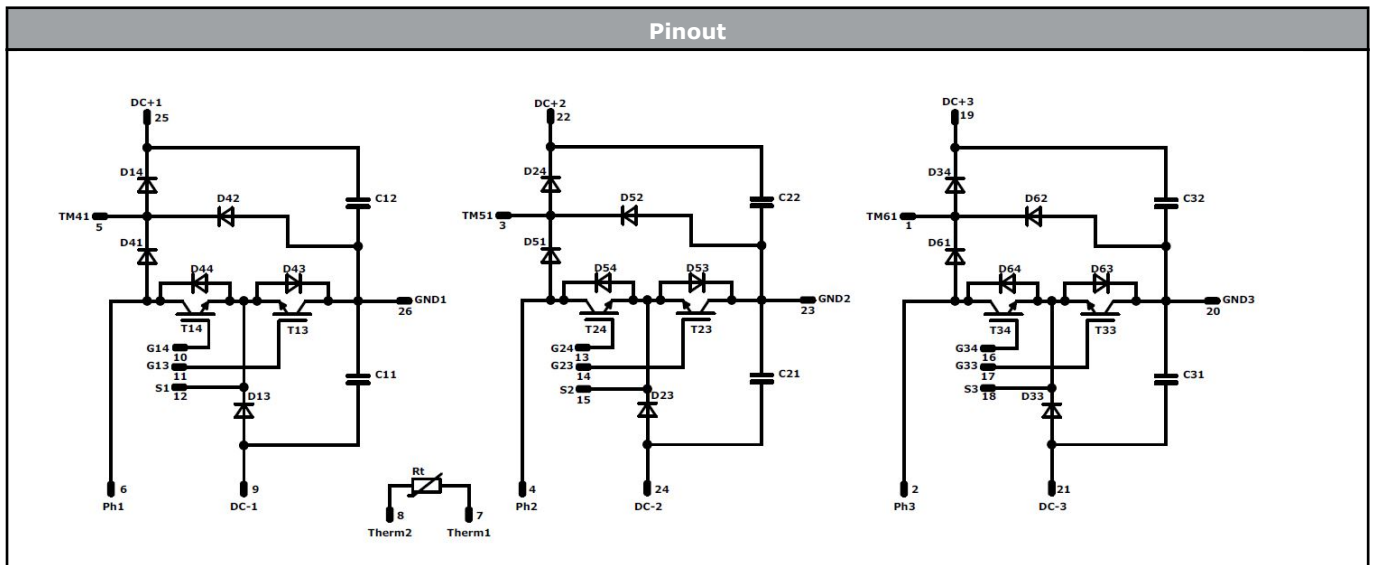 Pinout
DC+1
25
D14
D42
C12
TM41
5
D41
D44
D43
GND1
26
T14
T13
G14
10
G13
11
S1
12
D13
C11
6
Ph1
9
DC-1
Rt
8
Therm2
7
Therm1
DC+2
22
D24
D52
C22
TM51
3
D51
D54
D53
GND2
23
T24
T23
G24
13
G23
14
S2
15
D23
C21
4
Ph2
24
DC-2
DC+3
19
D34
D62
C32
TM61
1
D61
D64
D63
GND3
20
T34
T33
G34
16
G33
17
S3
18
D33
C31
2
Ph3
21
DC-3